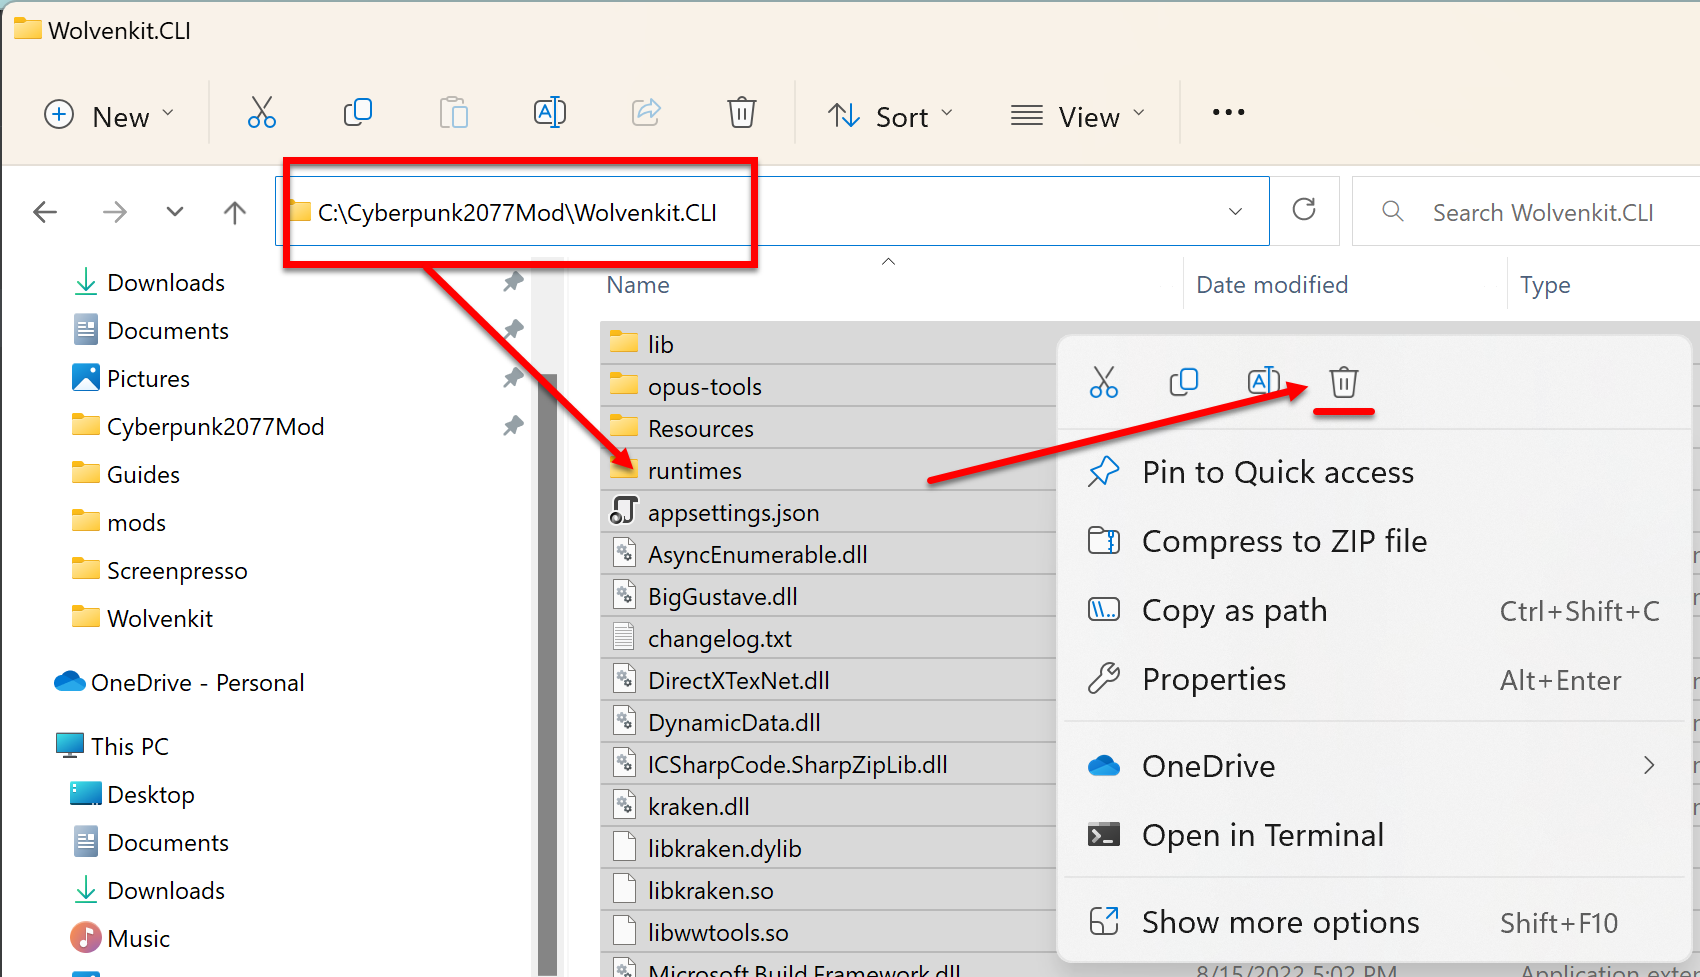 Wolvenkit.CLI
New
Sort
View
C:\Cyberpunk2077Mod\Wolvenkit.CLI
Search Wolvenkit.CLI
Downloads
Documents
Pictures
Cyberpunk2077Mod
Guides
mods
Screenpresso
Wolvenkit
OneDrive - Personal
This PC
Desktop
Documents
Downloads
Music
Name
Date modified
Type
lib
opus-tools
Resources
runtimes
appsettings.json
AsyncEnumerable.dll
BigGustave.dll
changelog.txt
DirectXTexNet.dll
DynamicData.dll
ICSharpCode.SharpZipLib.dll
kraken.dll
libkraken.dylib
libkraken.so
libwwtools.so
Microsoft.Build.Framework.dll 8/15/2022 5:02 PM Application exte
Pin to Quick access
Compress to ZIP file
Copy as path Ctrl+Shift+C
Properties Alt+Enter
OneDrive
Open in Terminal
Show more options Shift+F10